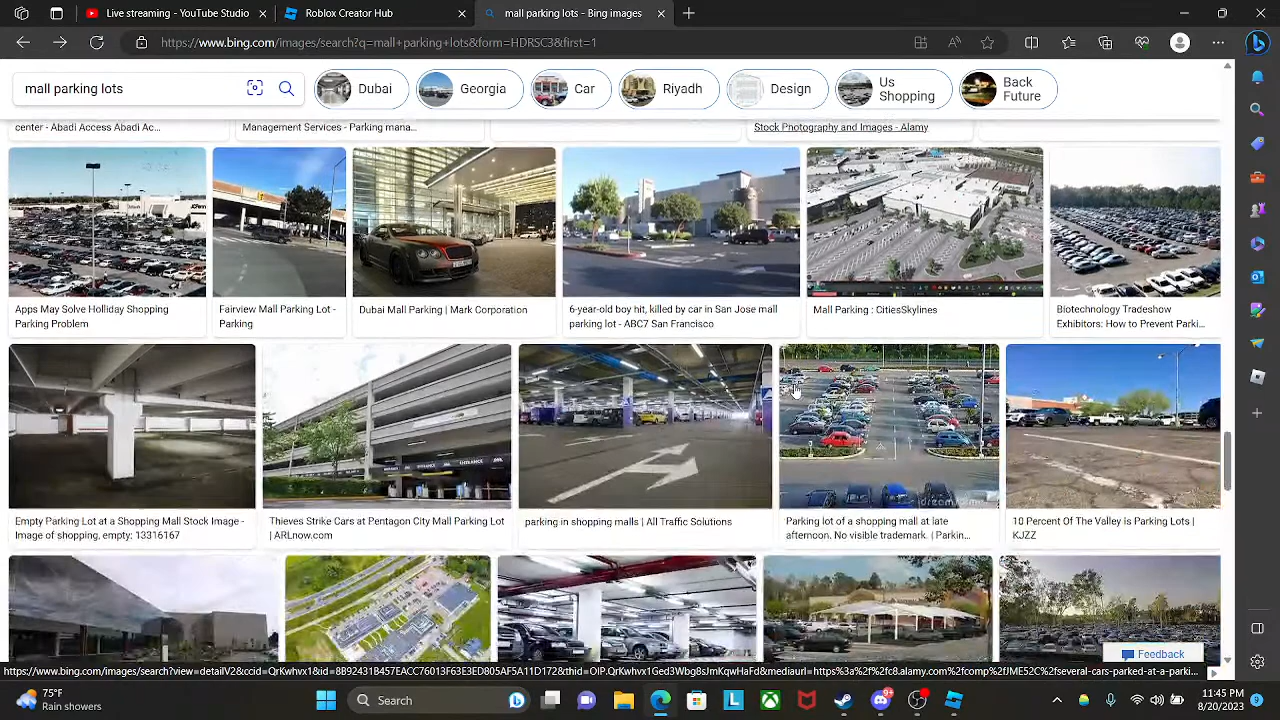 Live streaming - YouTube Studio
Roblox Creator Hub
mall parking lots - Bing images
https://www.bing.com/images/search?q=mall+parking+lots&form=HDRSC3&first=1
mall parking lots
Dubai
Georgia
Car
Riyadh
Design
Us
Shopping
Back
Future
center - Abadi Access Abadi Ac...
Management Services - Parking mana...
Stock Photography and Images - Alamy
Apps May Solve Holliday Shopping
Parking Problem
Fairview Mall Parking Lot -
Parking
Dubai Mall Parking | Mark Corporation
6-year-old boy hit, killed by car in San Jose mall
parking lot - ABC7 San Francisco
Mall Parking : CitiesSkylines
Biotechnology Tradeshow
Exhibitors: How to Prevent Parki...
Empty Parking Lot at a Shopping Mall Stock Image -
Image of shopping, empty: 13316167
Thieves Strike Cars at Pentagon City Mall Parking Lot
| ARLnow.com
parking in shopping malls | All Traffic Solutions
Parking lot of a shopping mall at late
afternoon. No visible trademark. | Parkin...
10 Percent Of The Valley is Parking Lots |
KJZZ
Feedback
75°F
Rain showers
Search
11:45 PM
8/20/2023